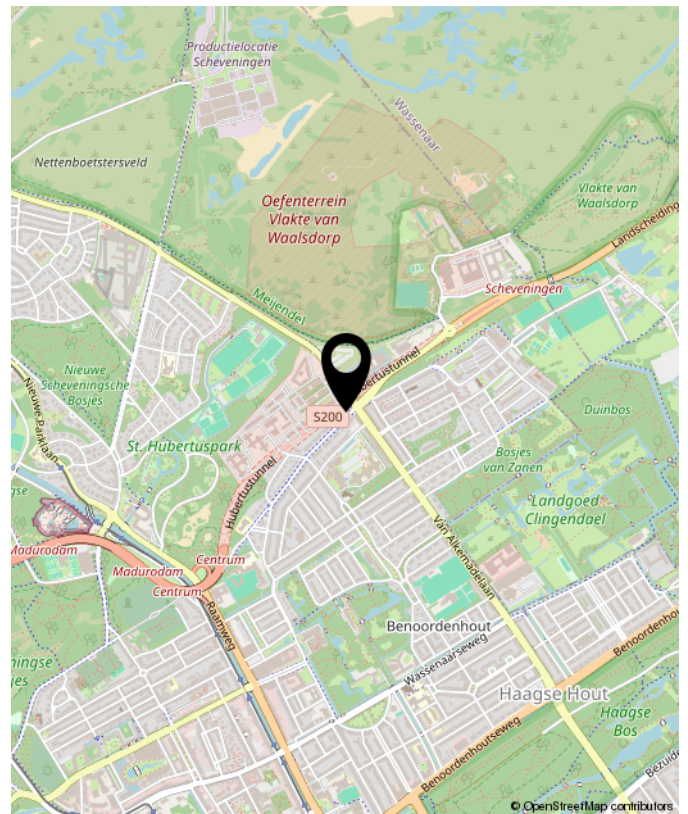 Productielocatie
Scheveningen
Wassenaar
Nettenboetstersveld
Oefenterrein
Vlakte van
Waalsdorp
Vlakte van
Waalsdorp
Landscheiding
Scheveningen
Meijendel
Hubertustunnel
Nieuwe
Scheveningsche
Bosjes
Nieuwe Parklaan
S200
Duinbos
St. Hubertuspark
Bosjes
van Zanen
Hubertustunnel
Landgoed
Clingendael
Van Alkemadelaan
Madurodam
Centrum
Madurodam
Centrum
Raamweg
Benoordenhout
Wassenaarseweg
Benoordenhou
Haagse Hout
Haagse
Bos
Benoordenhoutseweg
Bezuide
© OpenStreetMap contributors